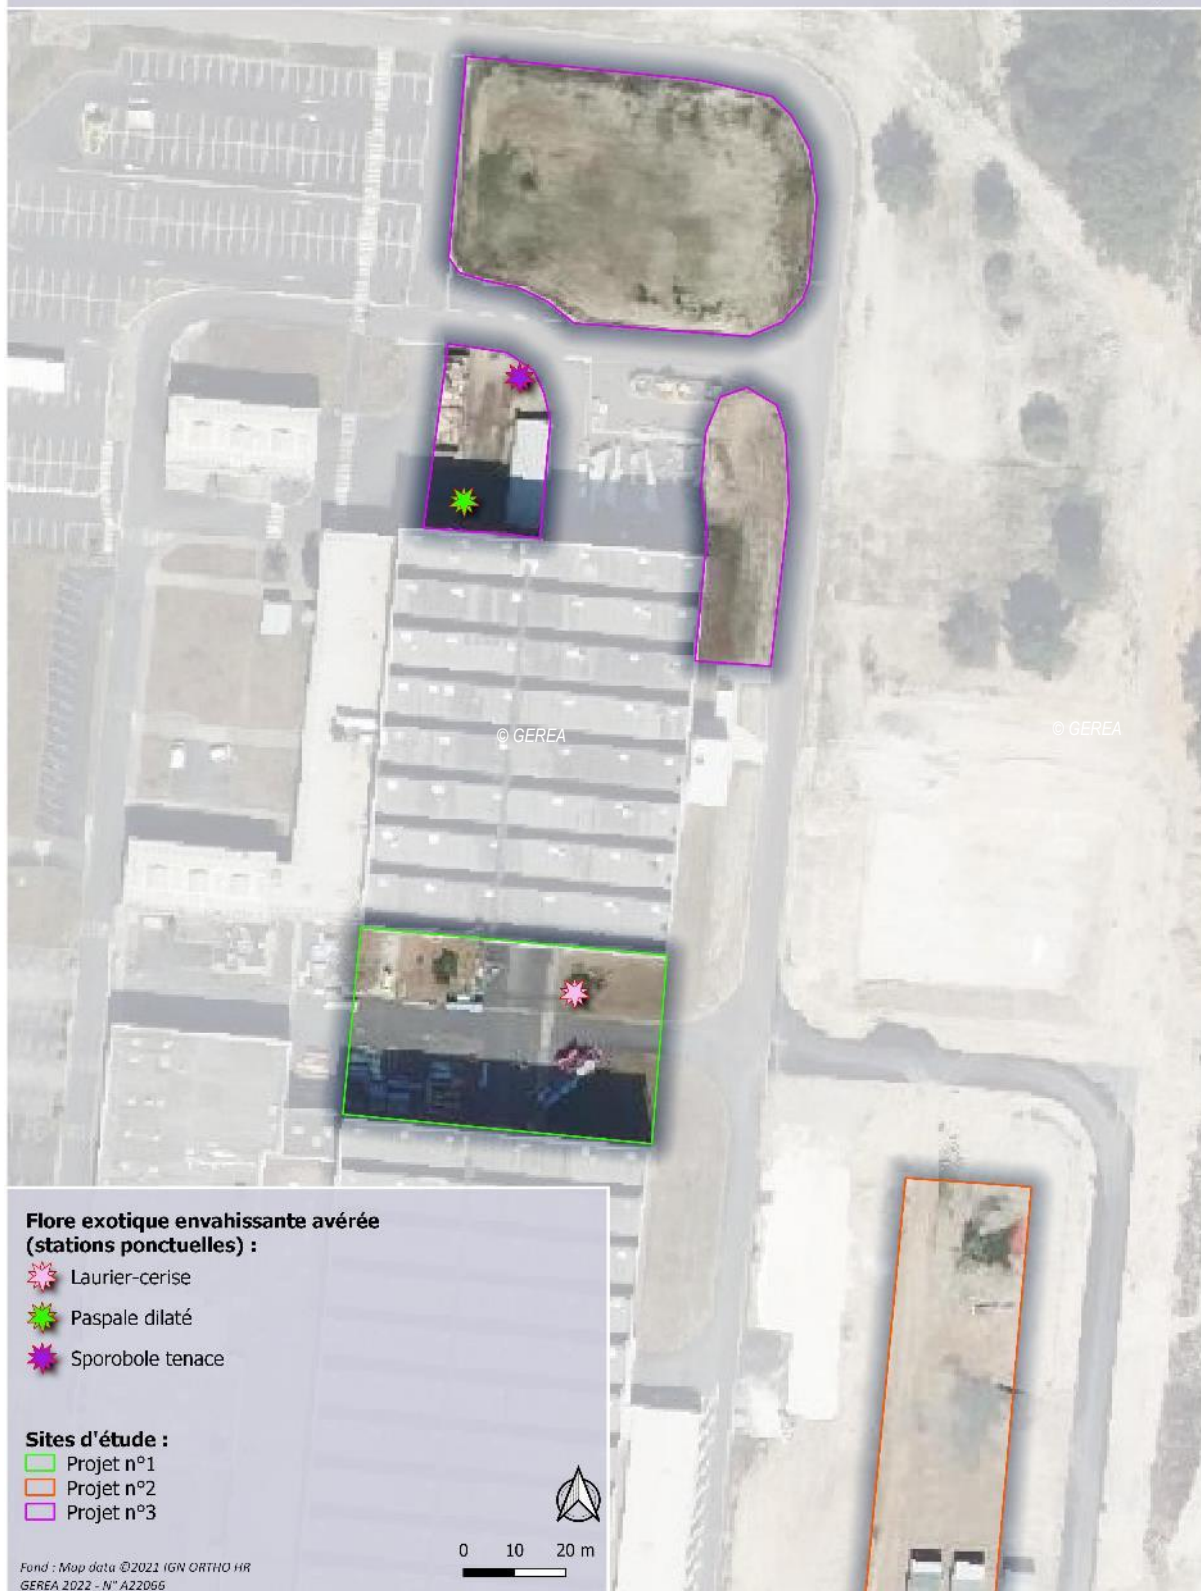 © GEREA
© GEREA
Flore exotique envahissante avérée
(stations ponctuelles) :
Laurier-cerise
Paspale dilaté
Sporobole tenace
Sites d'étude :
Projet n°1
Projet n°2
Projet n°3
0 10 20 m
Fond : Map data ©2021 IGN ORTHO HR
GEREA 2022 - N° A22066